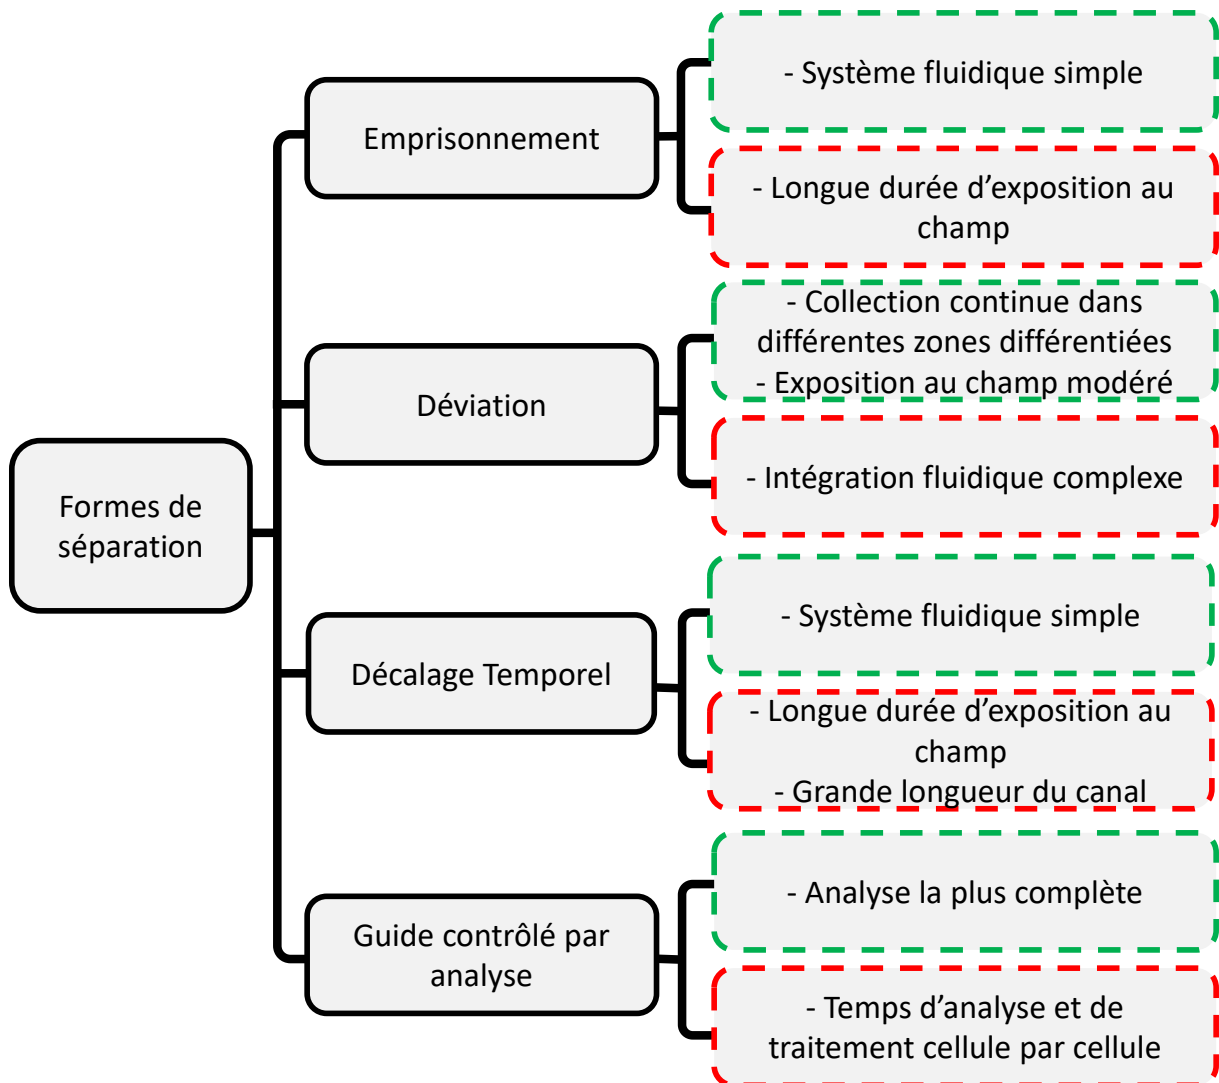 Formes de
séparation
Emprisonnement
- Système fluidique simple
- Longue durée d’exposition au
champ
Déviation
- Collection continue dans
différentes zones différentiées
- Exposition au champ modéré
- Intégration fluidique complexe
Décalage Temporel
- Système fluidique simple
- Longue durée d’exposition au
champ
- Grande longueur du canal
Guide contrôlé par
analyse
- Analyse la plus complète
- Temps d’analyse et de
traitement cellule par cellule